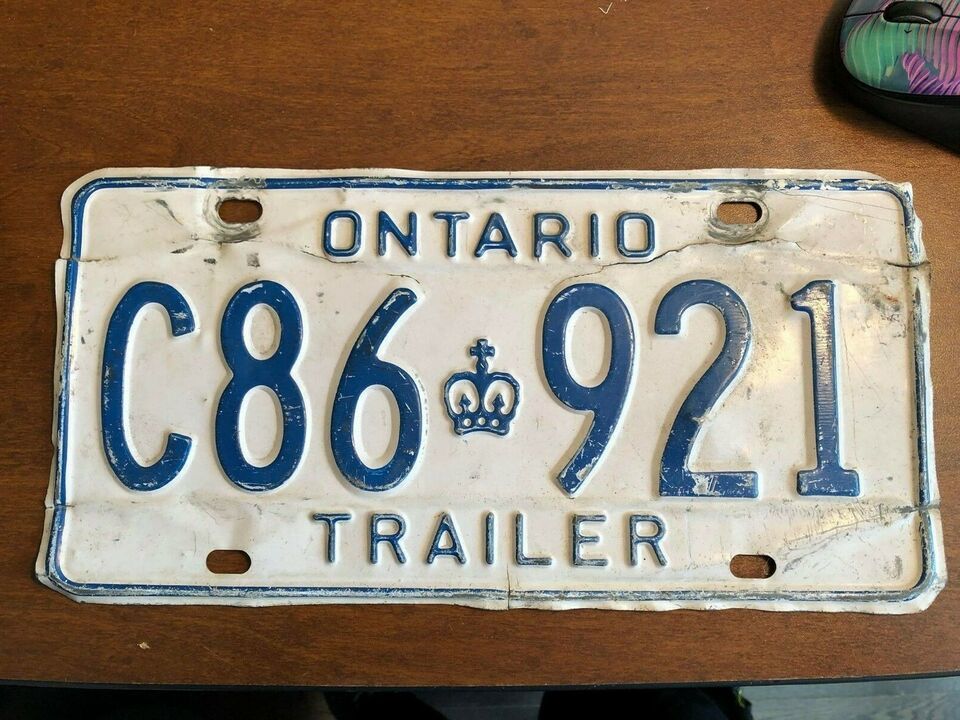 ONTARIO
C86 921
TRAILER